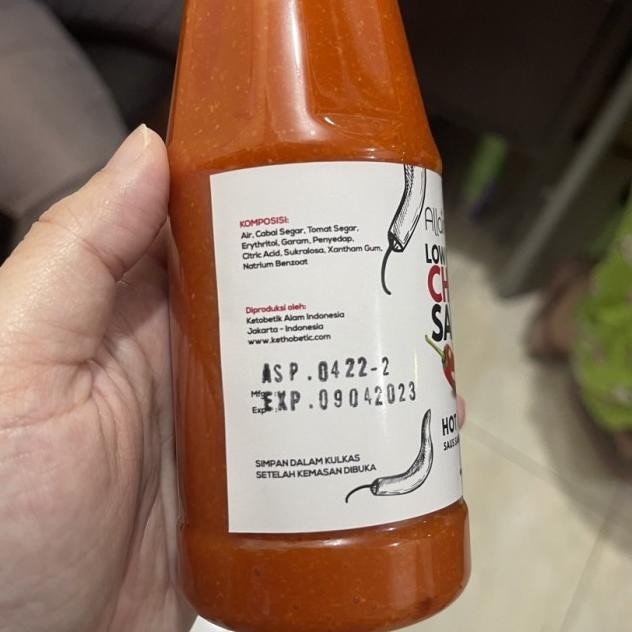 KOMPOSISI:
Air, Cabai Segar, Tomat Segar,
Erythritol, Garam, Penyedap,
Citric Acid, Sukralosa, Xantham Gum,
Natrium Benzoat
Diproduksi oleh:
Ketobetik Alam Indonesia
Jakarta - Indonesia
www.kethobetic.com
ASP.0422-2
Mfg
EXP.09042023
Exp
SIMPAN DALAM KULKAS
SETELAH KEMASAN DIBUKA
LOW
HOT